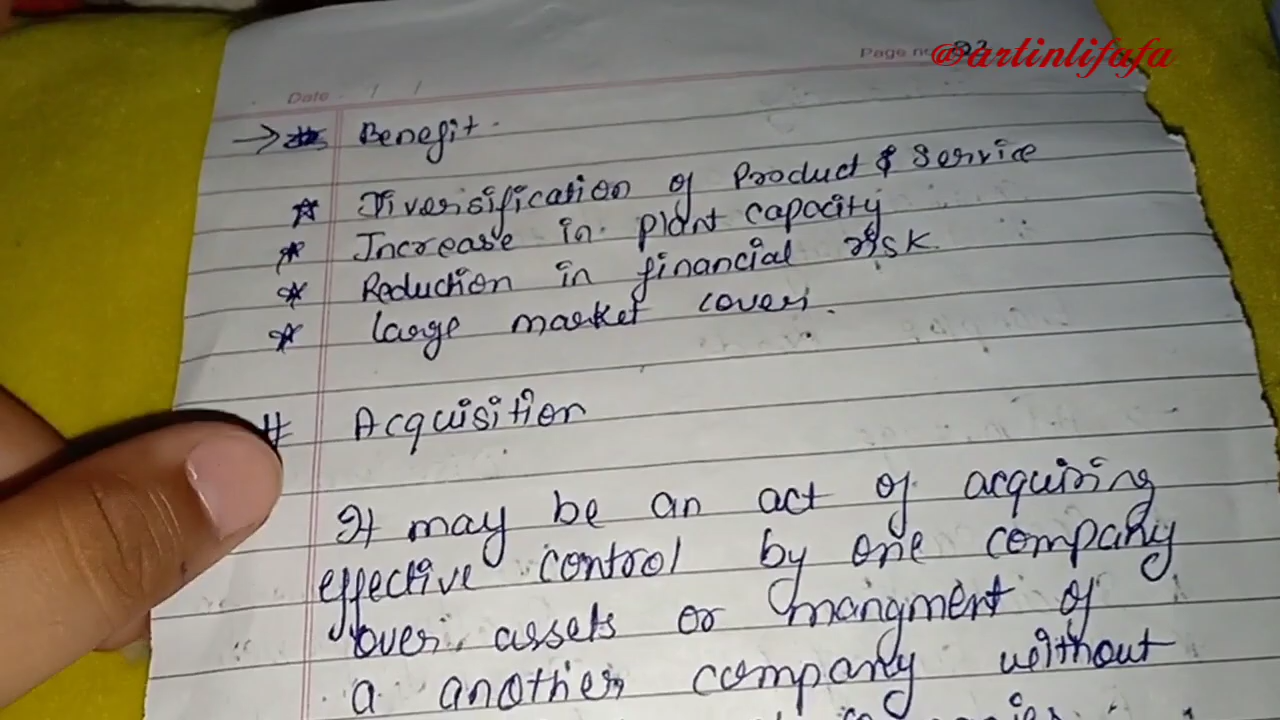 Page no 23
@artinlifafa
Date / /
→ Benefit.
☆ Diversification of Product & Service
☆ Increase in plant capacity
☆ Reduction in financial risk.
☆ large market cover.
# Acquisition
It may be an act of acquiring
effective control by one company
over assets or mangment of
a another company without